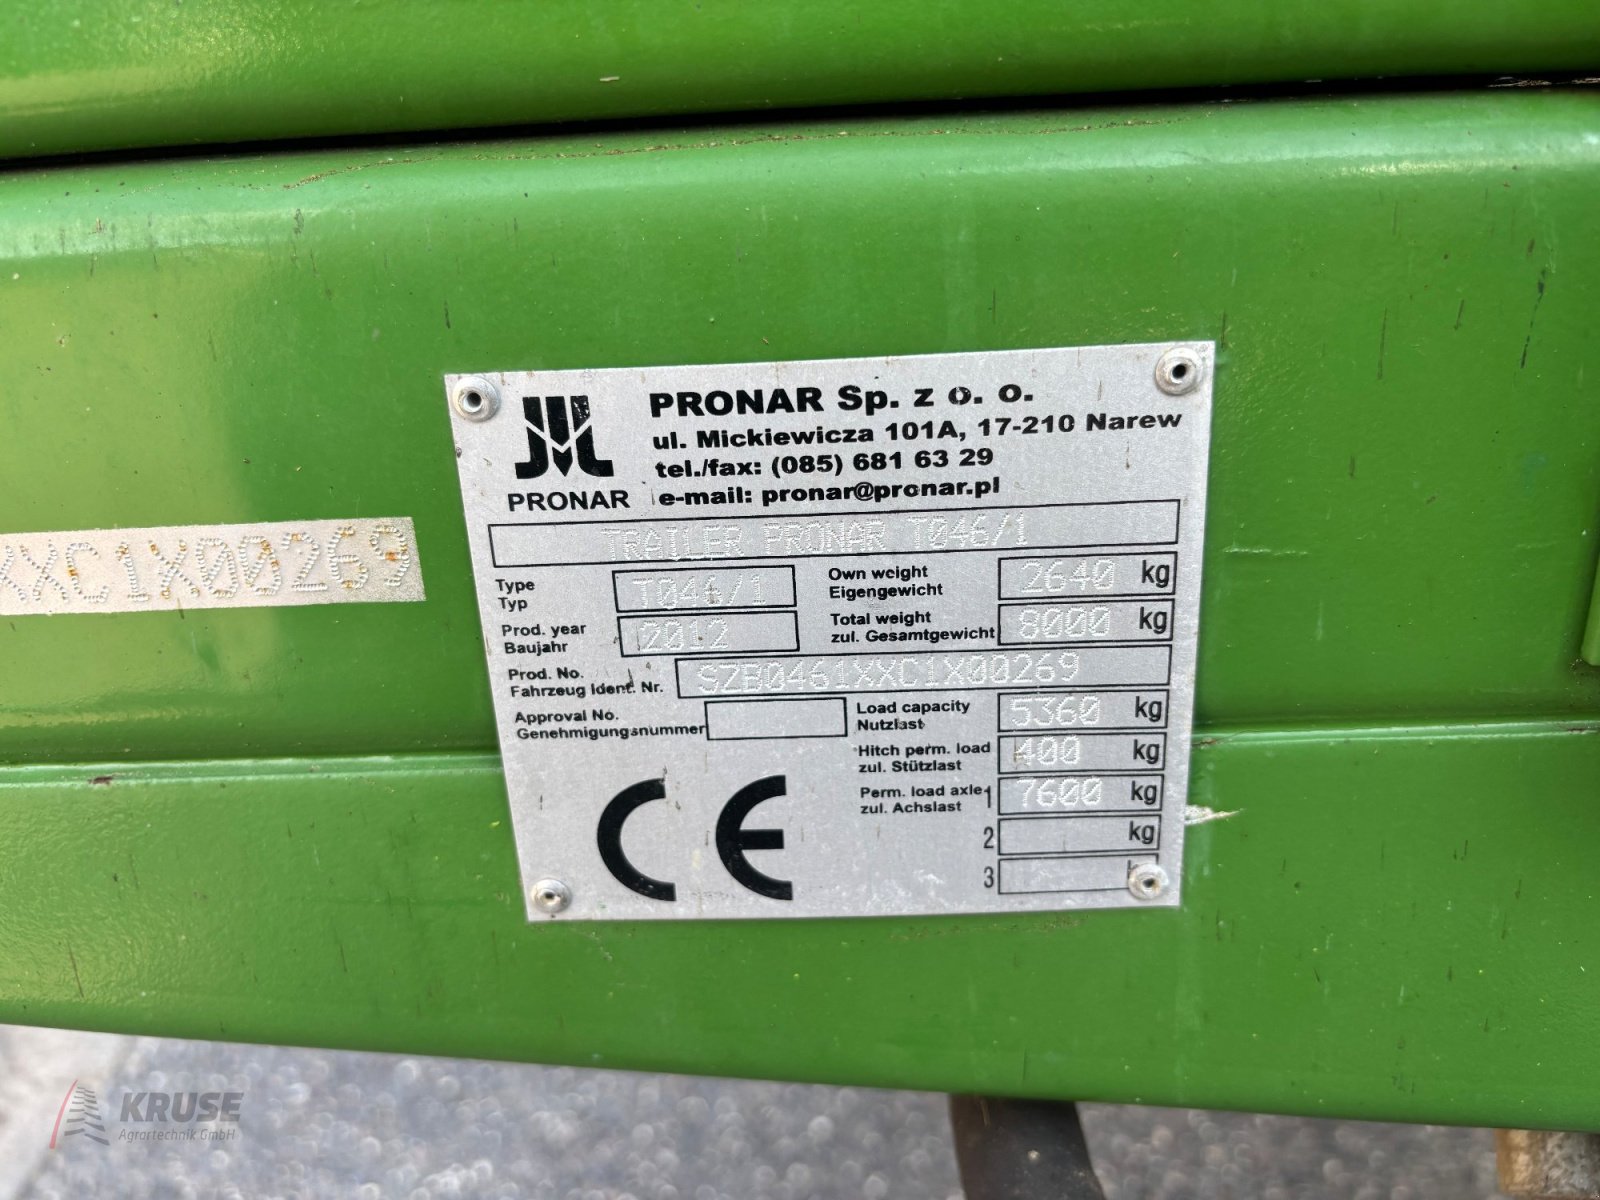 PRONAR Sp. z o. o.
ul. Mickiewicza 101A, 17-210 Narew
tel./fax: (085) 681 63 29
e-mail: pronar@pronar.pl
PRONAR
TRAILER PRONAR T046/1
Type
Typ
T046/1
Own weight
Eigengewicht
2640 kg
Prod. year
Baujahr
2012
Total weight
zul. Gesamtgewicht
8000 kg
Prod. No.
Fahrzeug Ident. Nr.
SZB0461XXC1X00269
Approval No.
Genehmigungsnummer
Load capacity
Nutzlast
5360 kg
Hitch perm. load
zul. Stützlast
400 kg
Perm. load axle
zul. Achslast
1 7600 kg
2 kg
3
CE
XXC1X00269
KRUSE
Agrartechnik GmbH